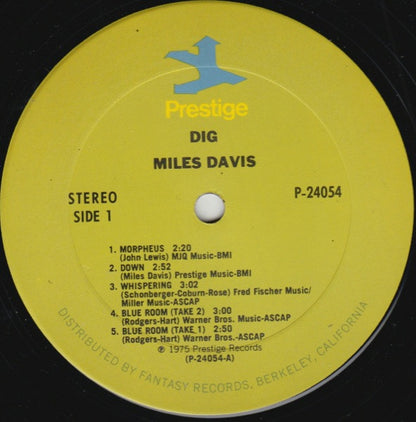 Prestige
DIG
MILES DAVIS
STEREO
SIDE 1
P-24054
1. MORPHEUS 2:20
(John Lewis) MJQ Music-BMI
2. DOWN 2:52
(Miles Davis) Prestige Music-BMI
3. WHISPERING 3:02
(Schonberger-Coburn-Rose) Fred Fischer Music/
Miller Music-ASCAP
4. BLUE ROOM (TAKE 2) 3:00
(Rodgers-Hart) Warner Bros. Music-ASCAP
5. BLUE ROOM (TAKE 1) 2:50
(Rodgers-Hart) Warner Bros.-ASCAP
℗ 1975 Prestige Records
(P-24054-A)
DISTRIBUTED BY FANTASY RECORDS, BERKELEY, CALIFORNIA